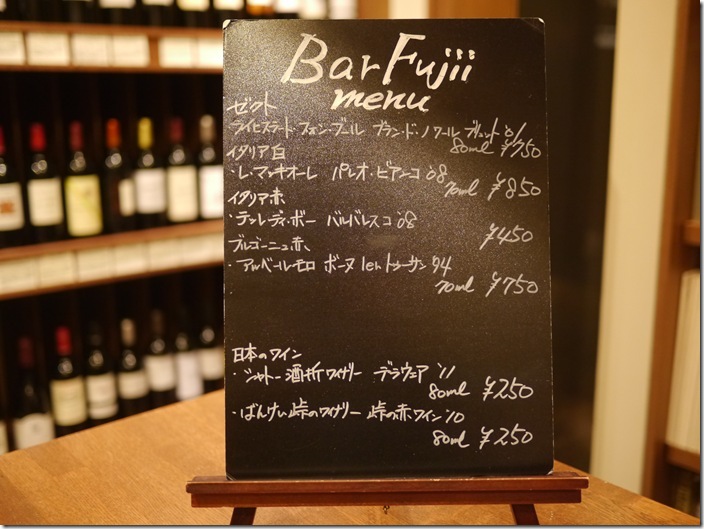 Bar Fujii
menu
ゼクト
ライヒスラート・フォン・ブール ブラン・ド・ノワール ブリュット '01
80ml ¥750
イタリア白
・レ・マッキオーレ パレオ・ビアンコ '08
70ml ¥850
イタリア赤
・テッレ・ディ・ボー バルバレスコ '08
¥450
ブルゴーニュ赤
・アルベール・モロ ボーヌ 1er トゥーサン '94
70ml ¥750
日本のワイン
・シャトー酒折ワイナリー デラウェア '11
80ml ¥250
・ばんけい峠のワイナリー 峠の赤ワイン '10
80ml ¥250